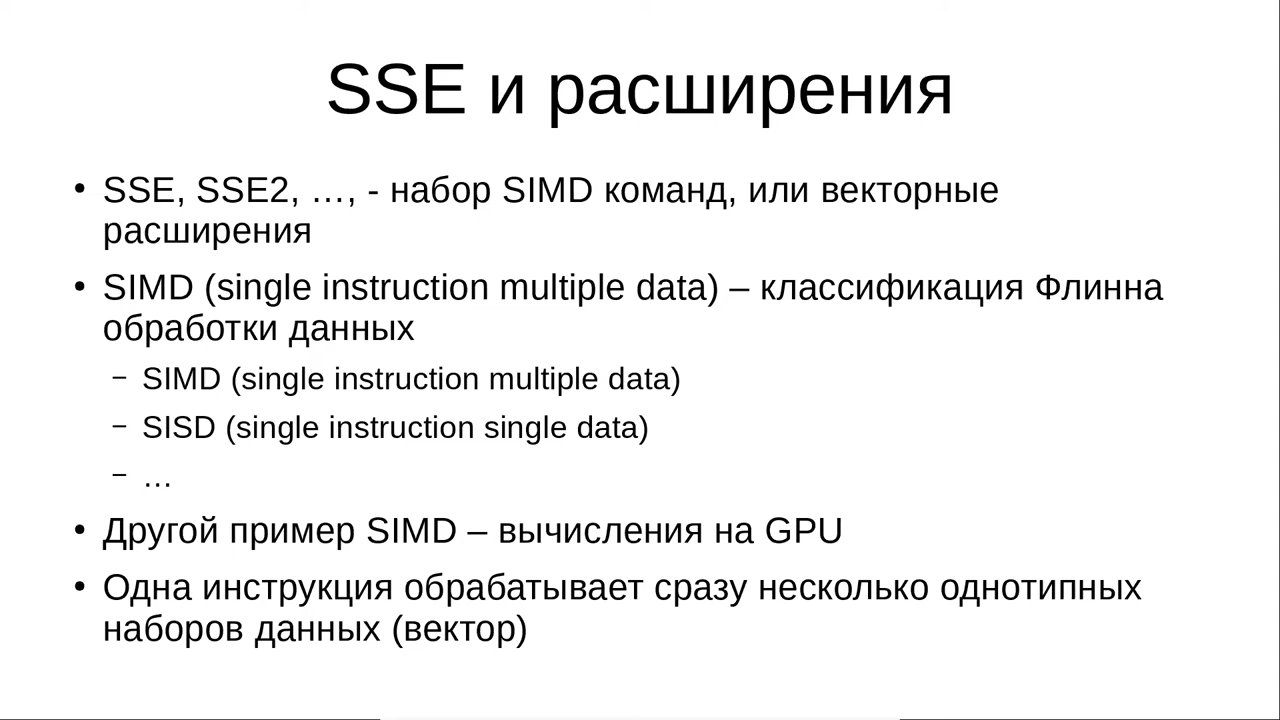 SSE и расширения
• SSE, SSE2, …, - набор SIMD команд, или векторные
расширения
• SIMD (single instruction multiple data) – классификация Флинна
обработки данных
– SIMD (single instruction multiple data)
– SISD (single instruction single data)
– …
• Другой пример SIMD – вычисления на GPU
• Одна инструкция обрабатывает сразу несколько однотипных
наборов данных (вектор)